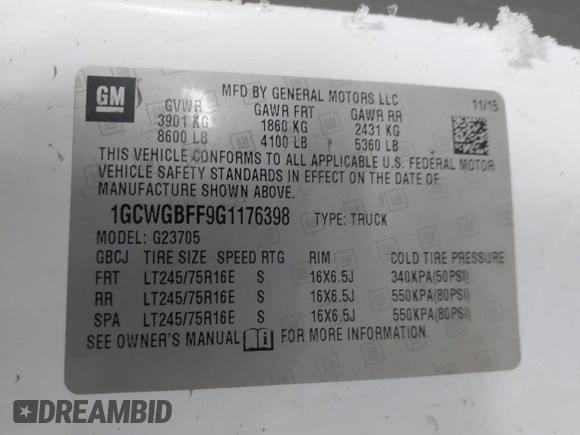 GM
MFD BY GENERAL MOTORS LLC
11/15
GVWR GAWR FRT GAWR RR
3901 KG 1860 KG 2431 KG
8600 LB 4100 LB 5360 LB
THIS VEHICLE CONFORMS TO ALL APPLICABLE U.S. FEDERAL MOTOR
VEHICLE SAFETY STANDARDS IN EFFECT ON THE DATE OF
MANUFACTURE SHOWN ABOVE.
1GCWGBFF9G1176398 TYPE: TRUCK
MODEL: G23705
GBCJ TIRE SIZE SPEED RTG RIM COLD TIRE PRESSURE
FRT LT245/75R16E S 16X6.5J 340KPA(50PSI)
RR LT245/75R16E S 16X6.5J 550KPA(80PSI)
SPA LT245/75R16E S 16X6.5J 550KPA(80PSI)
SEE OWNER'S MANUAL i FOR MORE INFORMATION.
DREAMBID